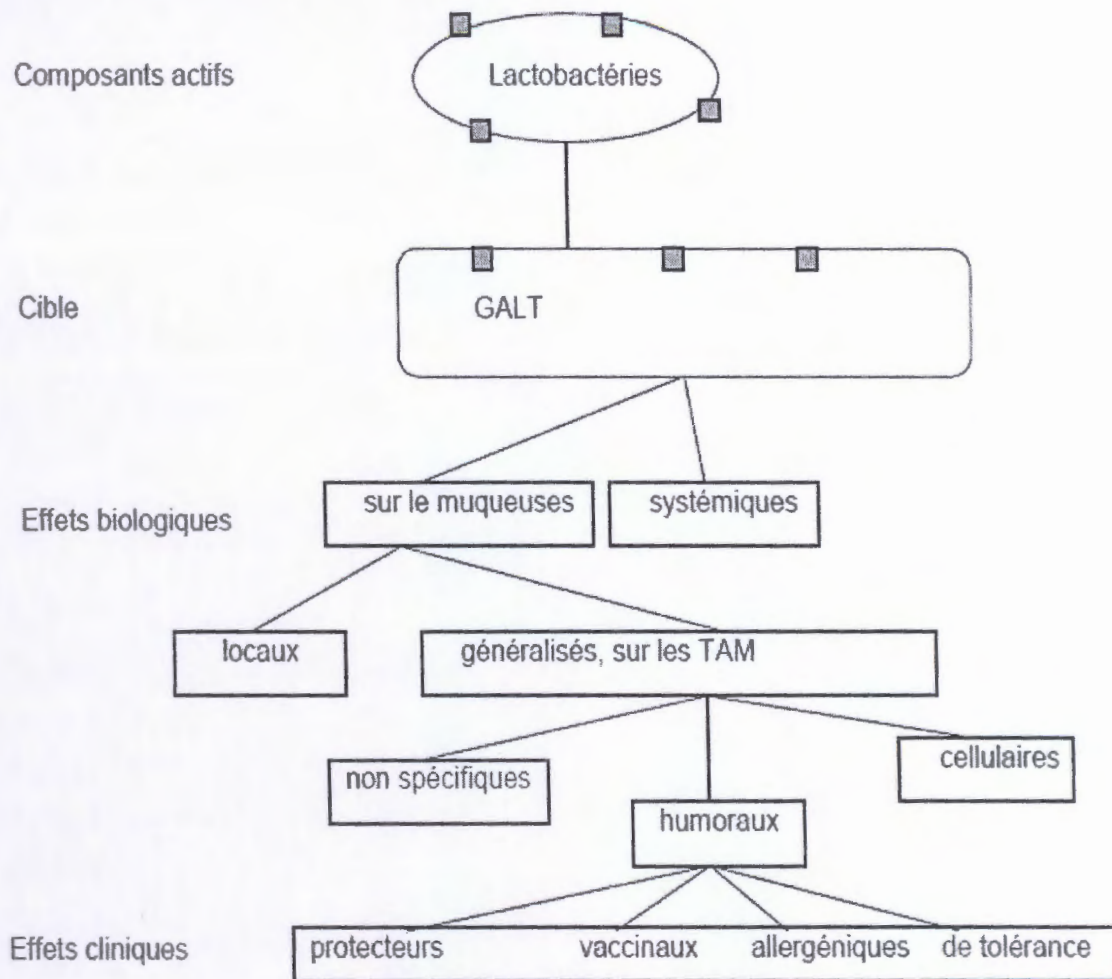 Composants actifs
Lactobactéries
Cible
GALT
Effets biologiques
sur le muqueuses
systémiques
locaux
généralisés, sur les TAM
non spécifiques
cellulaires
humoraux
Effets cliniques
protecteurs
vaccinaux
allergéniques
de tolérance